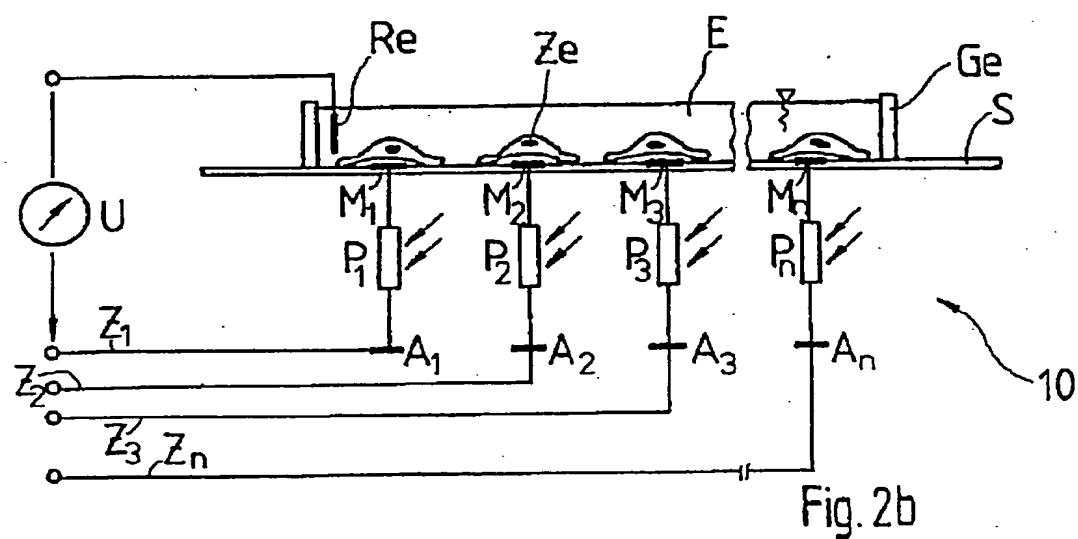 Re Ze E Ge S
M1 M2 M3 Mn
U P1 P2 P3 Pn
Z1 A1 A2 A3 An
Z2
Z3 Zn 10
Fig. 2b